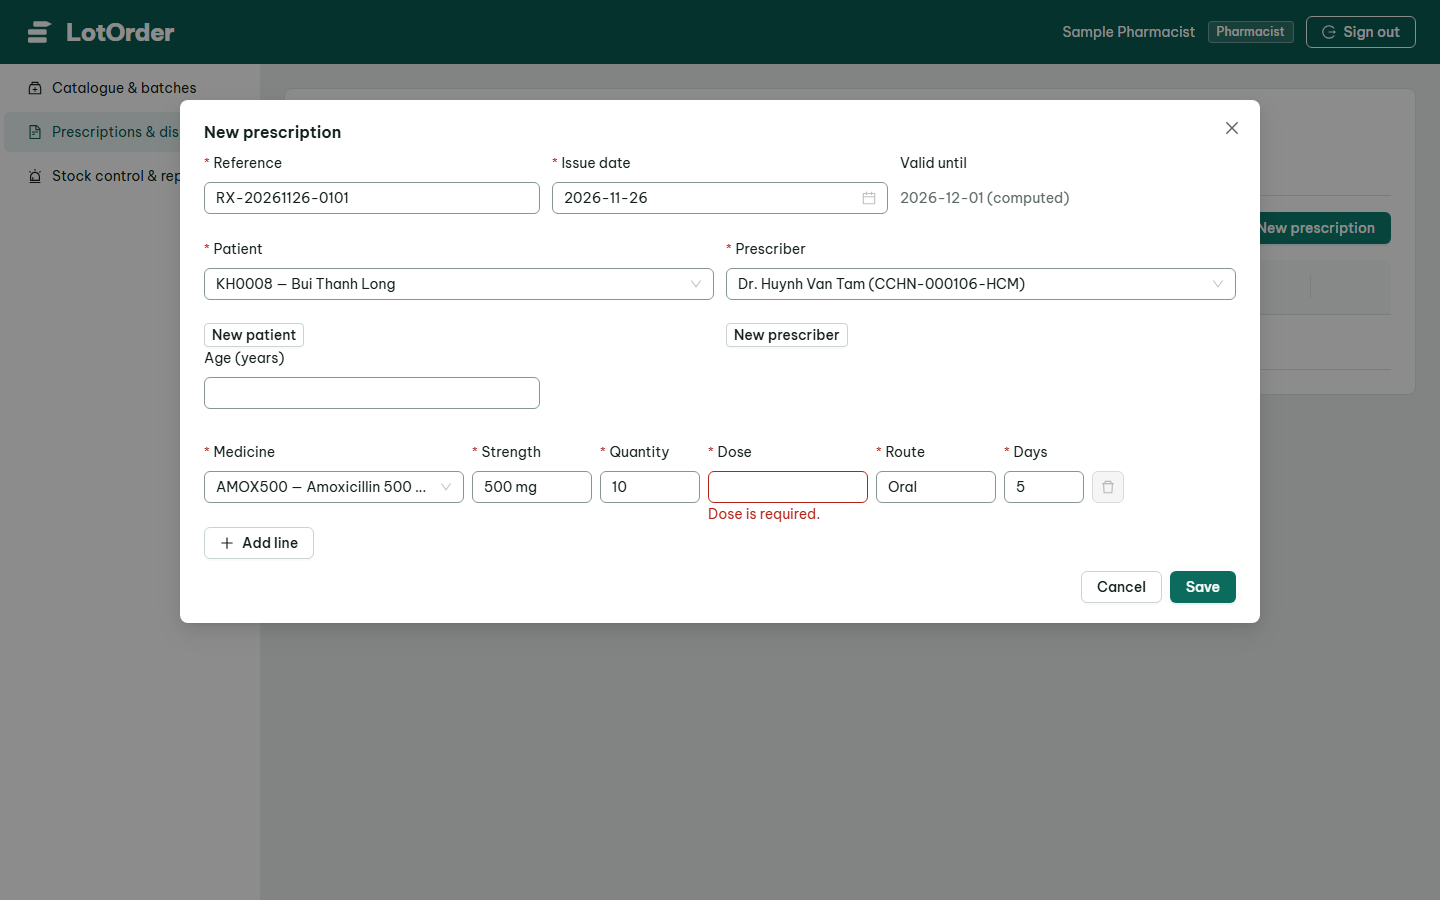 LotOrder
Sample Pharmacist
Pharmacist
Sign out
Catalogue & batches
Prescriptions & dis
Stock control & rep
New prescription
New prescription
* Reference
* Issue date
Valid until
RX-20261126-0101
2026-11-26
2026-12-01 (computed)
* Patient
* Prescriber
KH0008 – Bui Thanh Long
Dr. Huynh Van Tam (CCHN-000106-HCM)
New patient
New prescriber
Age (years)
* Medicine
* Strength
* Quantity
* Dose
* Route
* Days
AMOX500 – Amoxicillin 500 ...
500 mg
10
Oral
5
Dose is required.
Add line
Cancel
Save